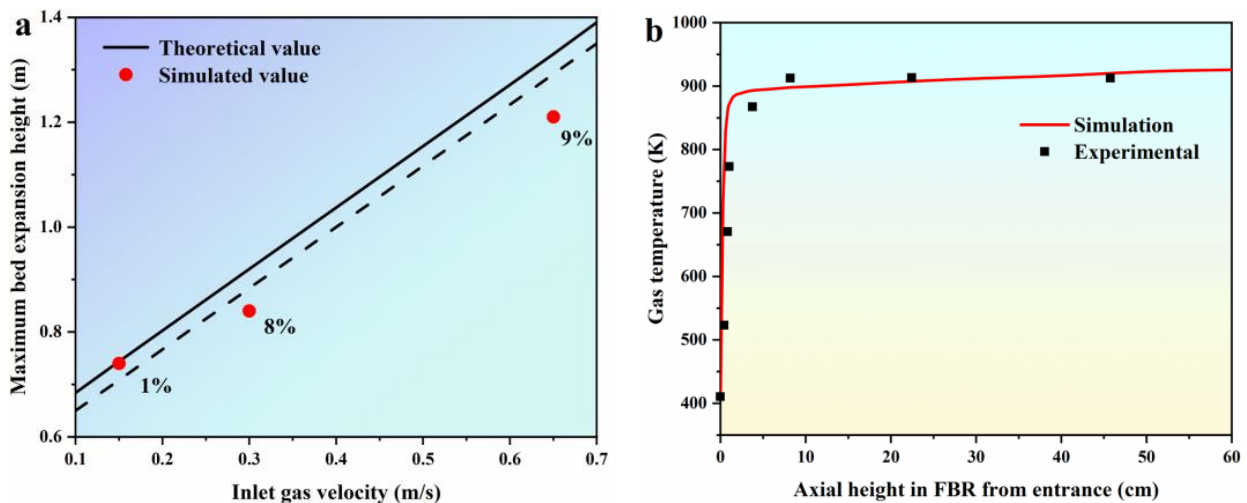 a
Maximum bed expansion height (m)
1.4
1.2
1.0
0.8
0.6
Theoretical value
Simulated value
1%
8%
9%
0.1 0.2 0.3 0.4 0.5 0.6 0.7
Inlet gas velocity (m/s)
b
Gas temperature (K)
1000
900
800
700
600
500
400
Simulation
Experimental
0 10 20 30 40 50 60
Axial height in FBR from entrance (cm)